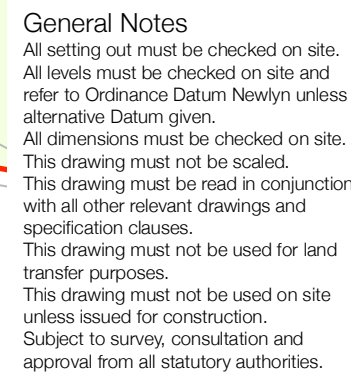 General Notes
All setting out must be checked on site.
All levels must be checked on site and
refer to Ordinance Datum Newlyn unless
alternative Datum given.
All dimensions must be checked on site.
This drawing must not be scaled.
This drawing must be read in conjunction
with all other relevant drawings and
specification clauses.
This drawing must not be used for land
transfer purposes.
This drawing must not be used on site
unless issued for construction.
Subject to survey, consultation and
approval from all statutory authorities.